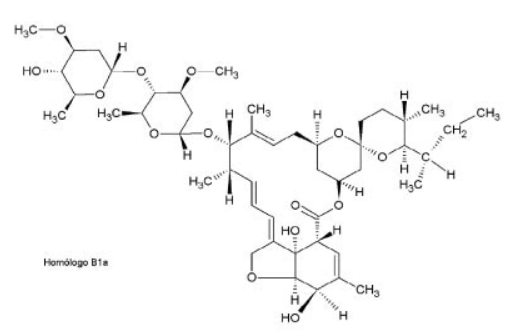 H₃C O
H
HO O O CH₃
O
H CH₃
H₃C H₃C CH₃ CH₃
O O H H O CH₂
H O H
H₃C H H₃C
H
O O
HO H
O
CH₃
Homólogo B1a
H
HO H